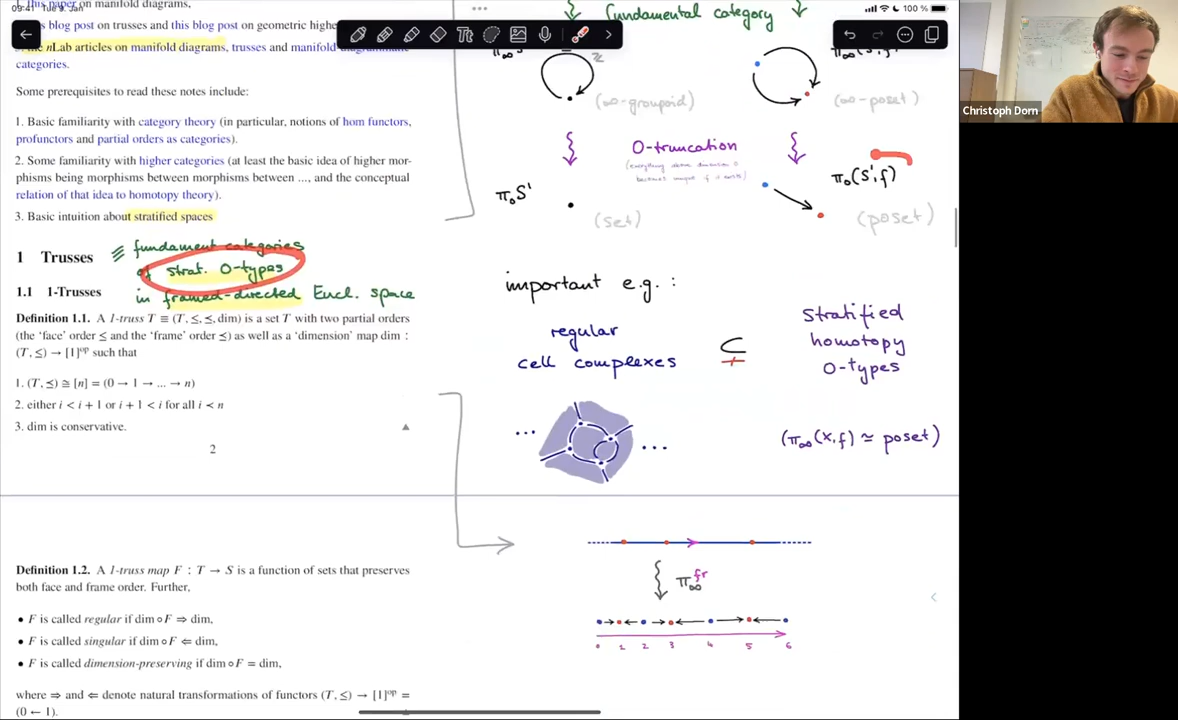 1. This paper on manifold diagrams,
09:41 Tue 9. Jan
100 %
s blog post on trusses and this blog post on geometric highe
nLab articles on manifold diagrams, trusses and manifold
categories.
Some prerequisites to read these notes include:
1. Basic familiarity with category theory (in particular, notions of hom functors,
profunctors and partial orders as categories).
2. Some familiarity with higher categories (at least the basic idea of higher mor-
phisms being morphisms between morphisms between ..., and the conceptual
relation of that idea to homotopy theory).
3. Basic intuition about stratified spaces
1 Trusses
fundament categories
of strat. 0-types
in framed-directed Eucl. space
1.1 1-Trusses
Definition 1.1. A 1-truss T ≡ (T, ≤, ⪯, dim) is a set T with two partial orders
(the ‘face’ order ≤ and the ‘frame’ order ⪯) as well as a ‘dimension’ map dim :
(T, ≤) → [1]ᵒᵖ such that
1. (T, ⪯) ≅ [n] = (0 → 1 → ... → n)
2. either i < i + 1 or i + 1 < i for all i < n
3. dim is conservative.
2
Definition 1.2. A 1-truss map F : T → S is a function of sets that preserves
both face and frame order. Further,
• F is called regular if dim ∘ F ⇒ dim,
• F is called singular if dim ∘ F ⇐ dim,
• F is called dimension-preserving if dim ∘ F = dim,
where ⇒ and ⇐ denote natural transformations of functors (T, ≤) → [1]ᵒᵖ =
(0 ← 1).
fundamental category
ℤ
(∞-groupoid)
(∞-poset)
0-truncation
π₀S¹
(set)
π₀(S¹,f)
(poset)
important e.g. :
regular
cell complexes
⊊
stratified
homotopy
0-types
... ...
(π∞(X,f) ≃ poset)
π∞ᶠʳ
0 1 2 3 4 5 6
Christoph Dorn